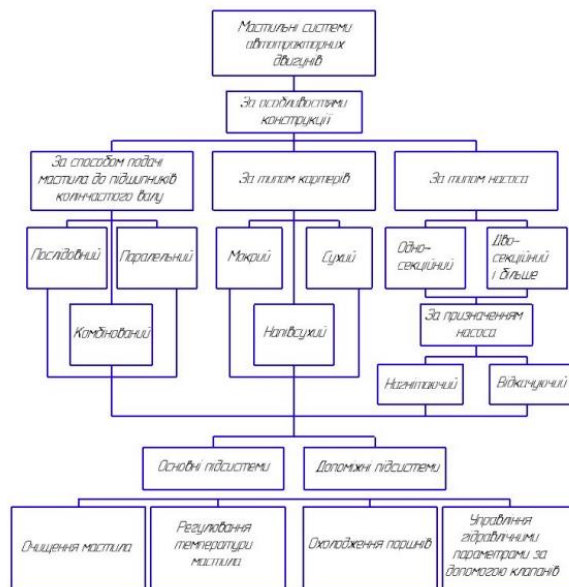 Мастильні системи
автотракторних
двигунів
За особливостями
конструкції
За способом подачі
мастила до підшипників
колінчастого валу
За типом картерів
За типом насоса
Послідовний
Паралельний
Мокрий
Сухий
Одно-
секційний
Дво-
секційний
і більше
Комбінований
Напівсухий
За призначенням
насоса
Нагнітаючий
Відкачуючий
Основні підсистеми
Допоміжні підсистеми
Очищення мастила
Регулювання
температури
мастила
Охолодження поршнів
Управління
гідравлічними
параметрами за
допомогою клапанів